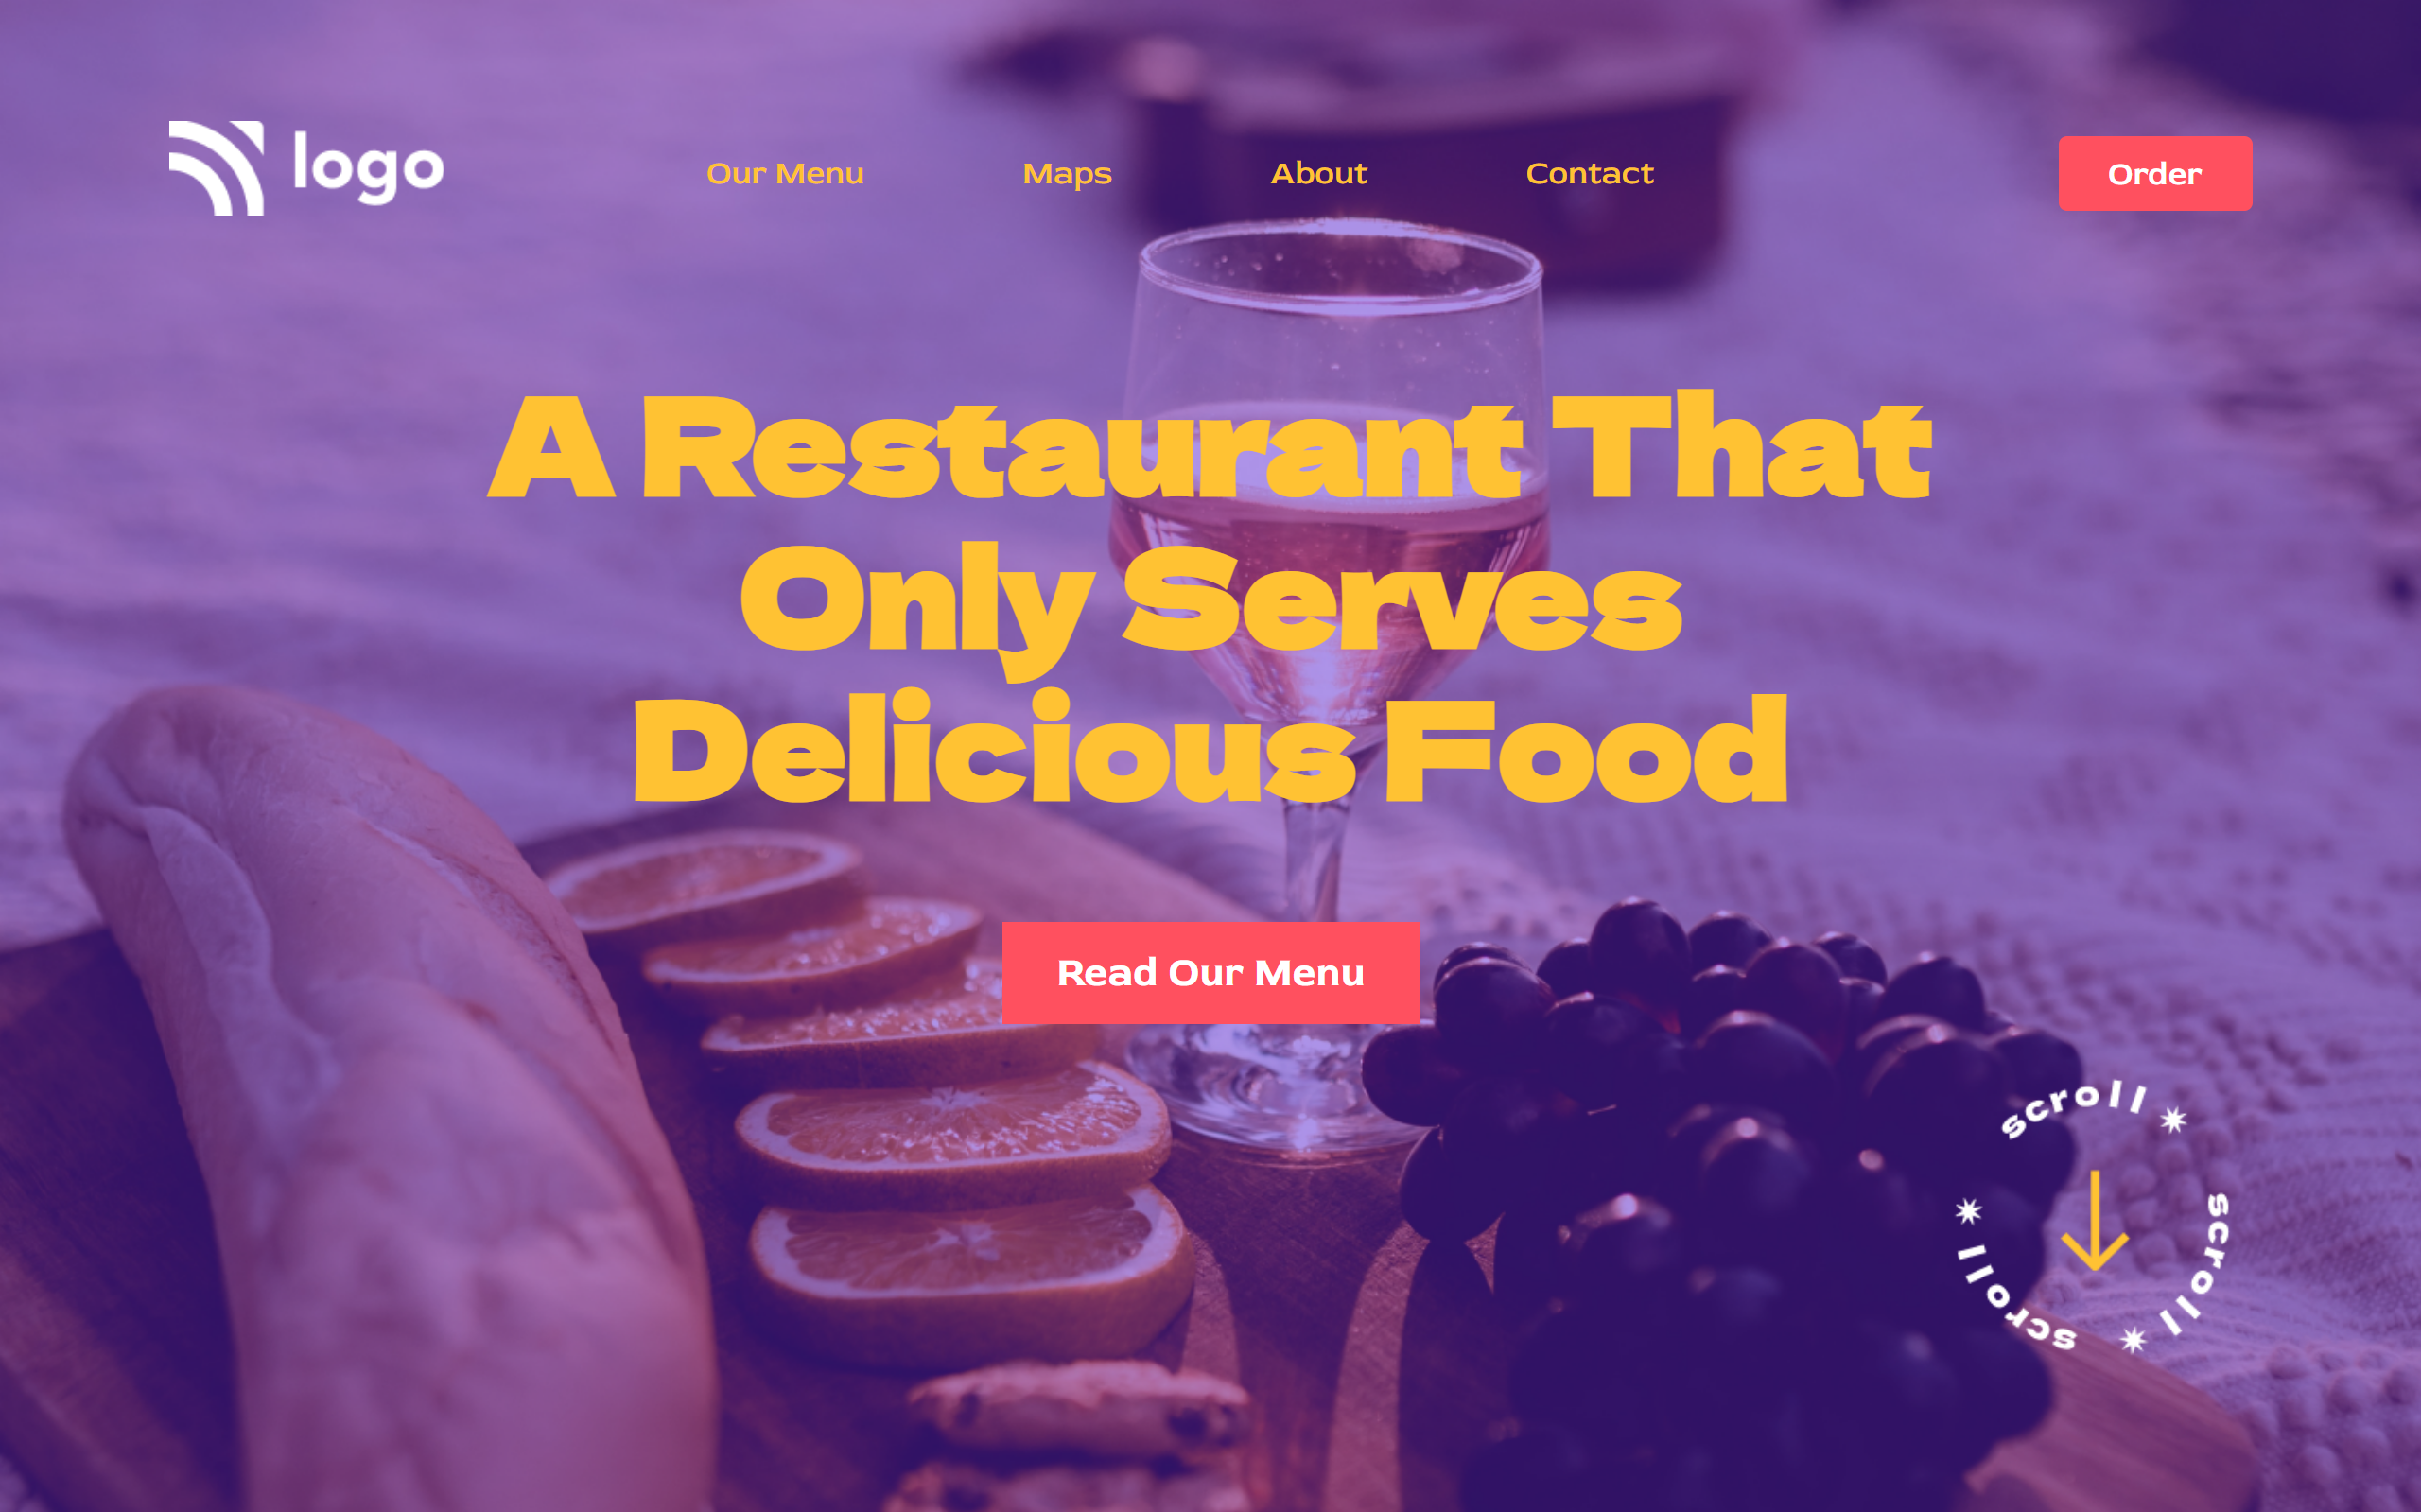 logo
Our Menu
Maps
About
Contact
Order
A Restaurant That
Only Serves
Delicious Food
Read Our Menu
scroll ✷ scroll ✷ scroll ✷